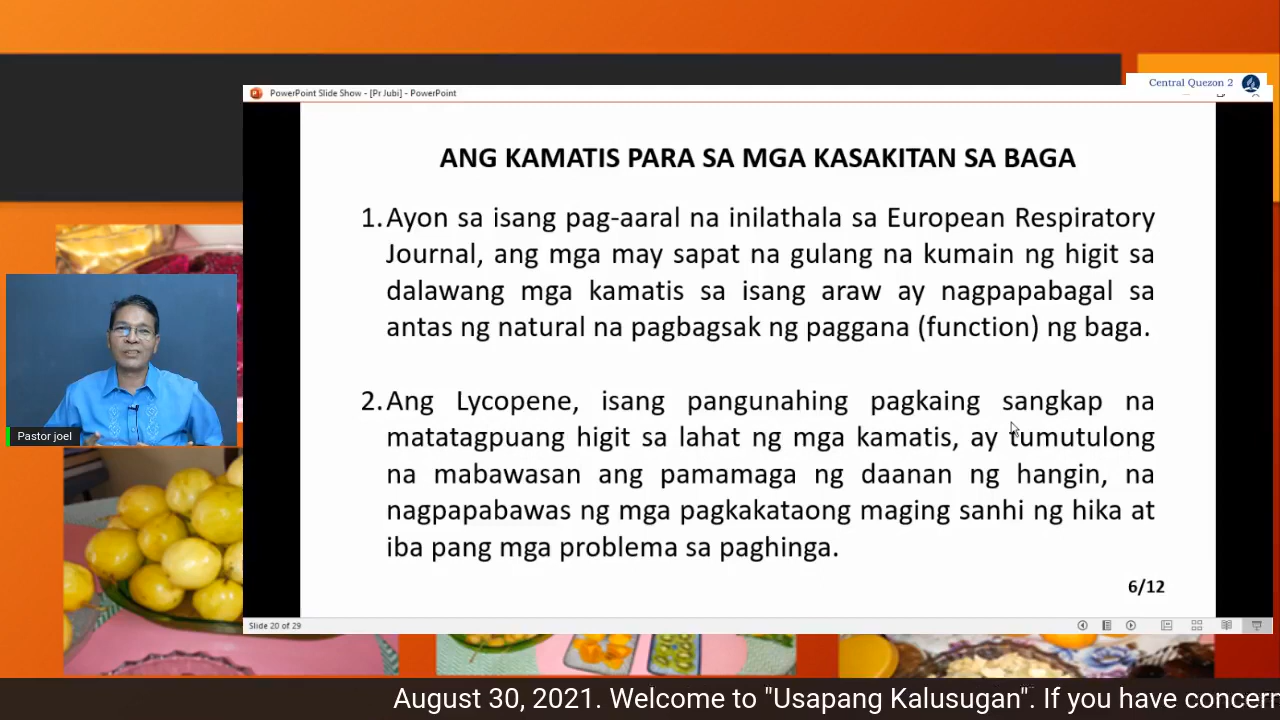 Central Quezon 2
PowerPoint Slide Show - [Pr Jubi] - PowerPoint
ANG KAMATIS PARA SA MGA KASAKITAN SA BAGA
1. Ayon sa isang pag-aaral na inilathala sa European Respiratory
Journal, ang mga may sapat na gulang na kumain ng higit sa
dalawang mga kamatis sa isang araw ay nagpapabagal sa
antas ng natural na pagbagsak ng paggana (function) ng baga.
2. Ang Lycopene, isang pangunahing pagkaing sangkap na
matatagpuang higit sa lahat ng mga kamatis, ay tumutulong
na mabawasan ang pamamaga ng daanan ng hangin, na
nagpapabawas ng mga pagkakataong maging sanhi ng hika at
iba pang mga problema sa paghinga.
6/12
Slide 20 of 29
Pastor joel
August 30, 2021. Welcome to "Usapang Kalusugan". If you have concern